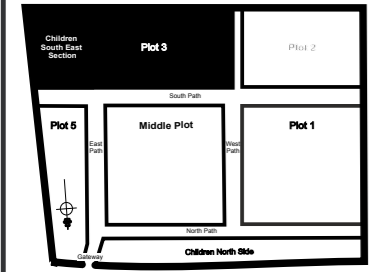 Children
South East
Section
Plot 3
Plot 2
South Path
Plot 5
East
Path
Middle Plot
West
Path
Plot 1
North Path
Gateway
Children North Side